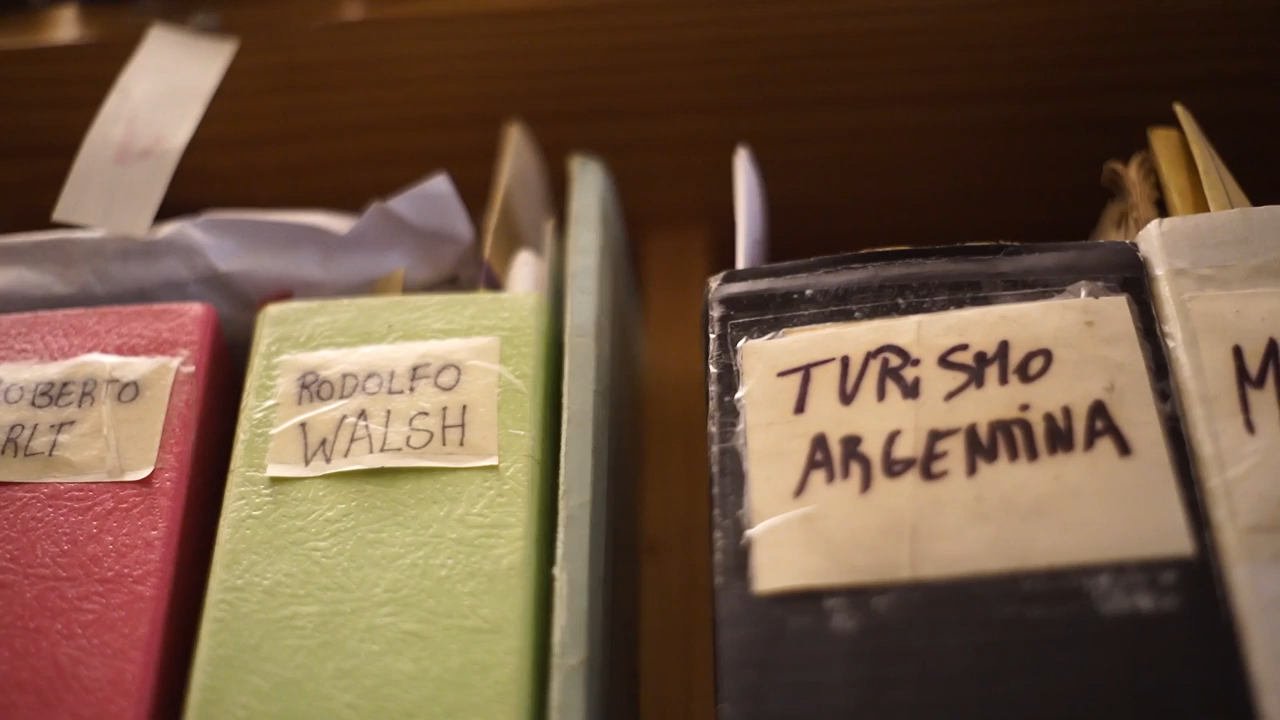 OBERTO
RLT
RODOLFO
WALSH
TURiSMO
ARGENTiNA
M